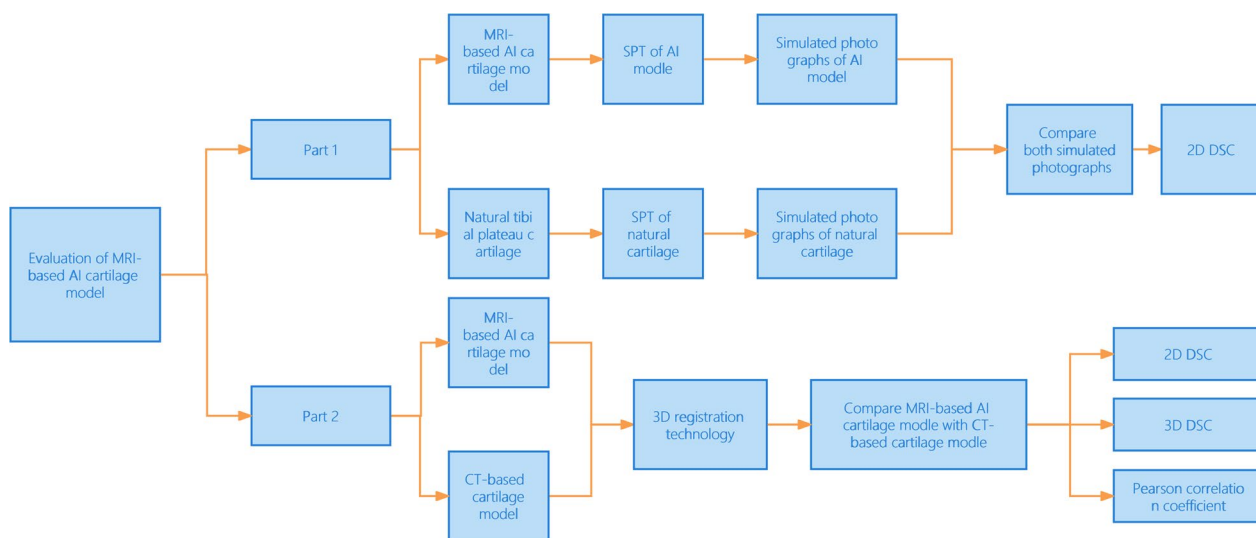 Evaluation of MRI-
based AI cartilage
model
Part 1
MRI-
based AI ca
rtilage mo
del
SPT of AI
modle
Simulated photo
graphs of AI
model
Natural tibi
al plateau c
artilage
SPT of
natural
cartilage
Simulated photo
graphs of natural
cartilage
Compare
both simulated
photographs
2D DSC
Part 2
MRI-
based AI ca
rtilage mo
del
CT-based
cartilage
model
3D registration
technology
Compare MRI-based AI
cartilage modle with CT-
based cartilage modle
2D DSC
3D DSC
Pearson correlatio
n coefficient